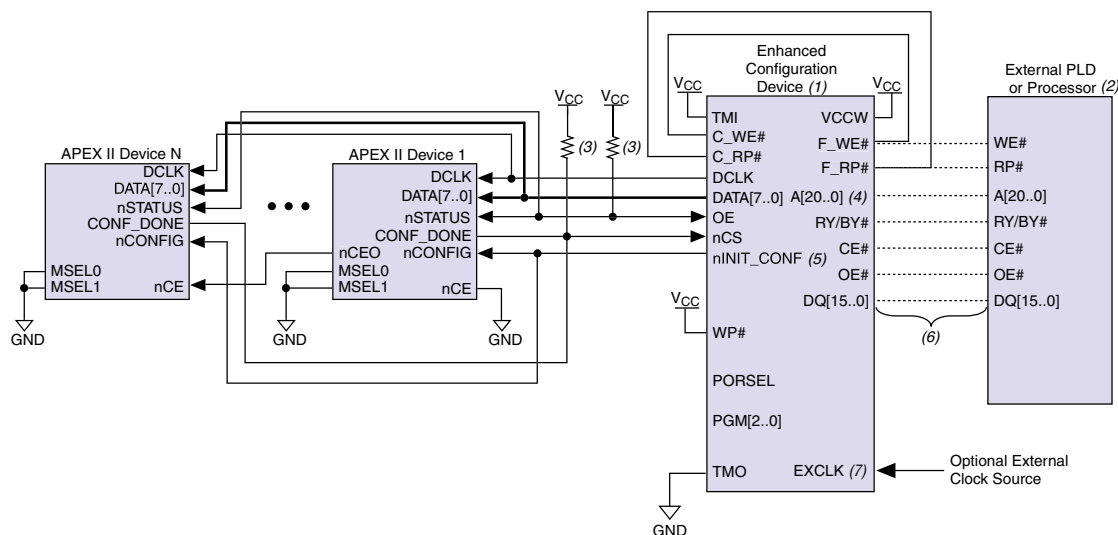 Enhanced
Configuration
Device (1)
External PLD
or Processor (2)
VCC
VCC
VCC
VCC
TMI
VCCW
C_WE#
F_WE#
C_RP#
F_RP#
DCLK
DATA[7..0]
A[20..0] (4)
OE
RY/BY#
nCS
CE#
nINIT_CONF (5)
OE#
DQ[15..0]
WE#
RP#
A[20..0]
RY/BY#
CE#
OE#
DQ[15..0]
(6)
(3)
(3)
APEX II Device N
DCLK
DATA[7..0]
nSTATUS
CONF_DONE
nCONFIG
MSEL0
MSEL1
nCE
GND
APEX II Device 1
DCLK
DATA[7..0]
nSTATUS
CONF_DONE
nCEO
nCONFIG
MSEL0
MSEL1
nCE
GND
GND
VCC
WP#
PORSEL
PGM[2..0]
TMO
EXCLK (7)
GND
Optional External
Clock Source